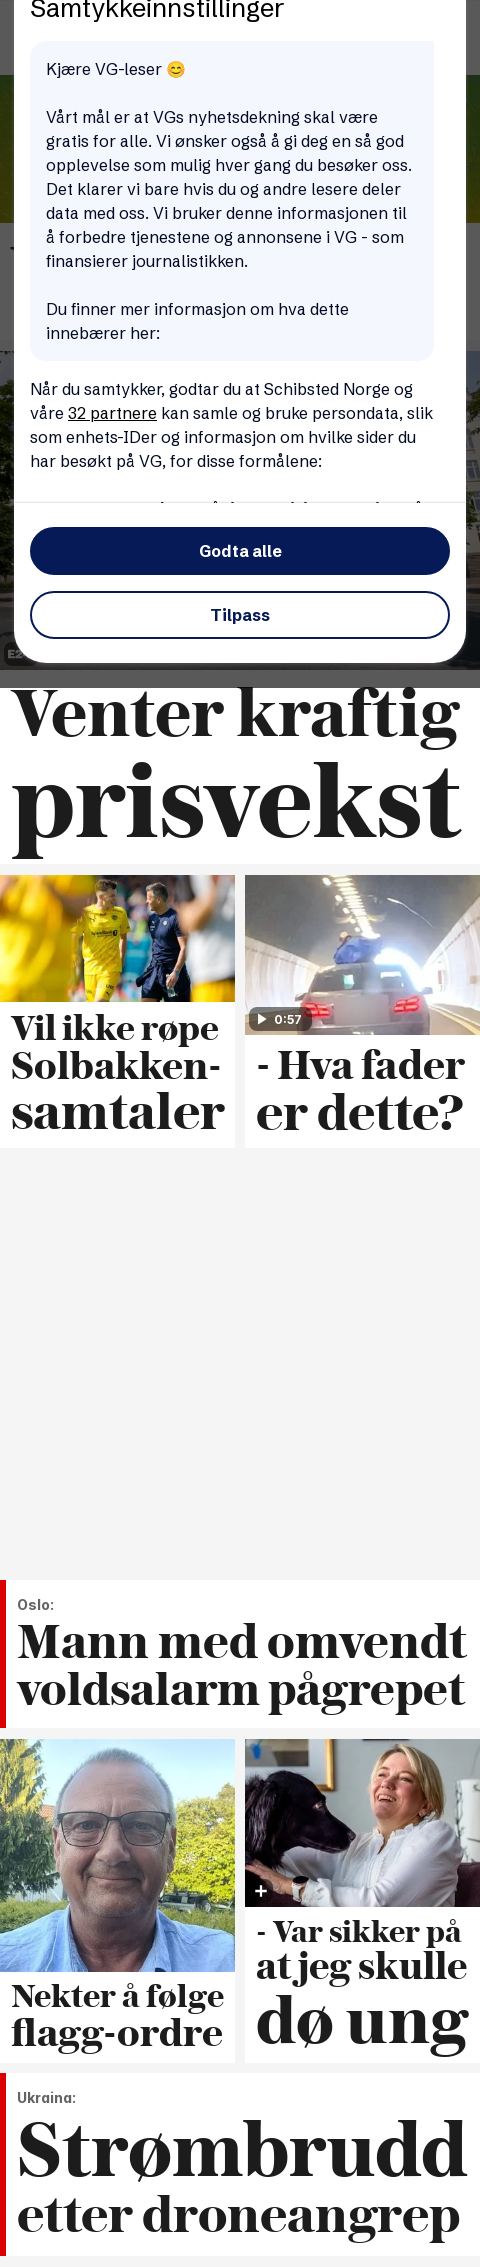 Samtykkeinnstillinger
Kjære VG-leser 😊
Vårt mål er at VGs nyhetsdekning skal være
gratis for alle. Vi ønsker også å gi deg en så god
opplevelse som mulig hver gang du besøker oss.
Det klarer vi bare hvis du og andre lesere deler
data med oss. Vi bruker denne informasjonen til
å forbedre tjenestene og annonsene i VG - som
finansierer journalistikken.
Du finner mer informasjon om hva dette
innebærer her:
Når du samtykker, godtar du at Schibsted Norge og
våre 32 partnere kan samle og bruke persondata, slik
som enhets-IDer og informasjon om hvilke sider du
har besøkt på VG, for disse formålene:
Godta alle
Tilpass
Venter kraftig
prisvekst
0:57
Vil ikke røpe
Solbakken-
samtaler
- Hva fader
er dette?
Oslo:
Mann med omvendt
voldsalarm pågrepet
Nekter å følge
flagg-ordre
- Var sikker på
at jeg skulle
dø ung
Ukraina:
Strømbrudd
etter droneangrep